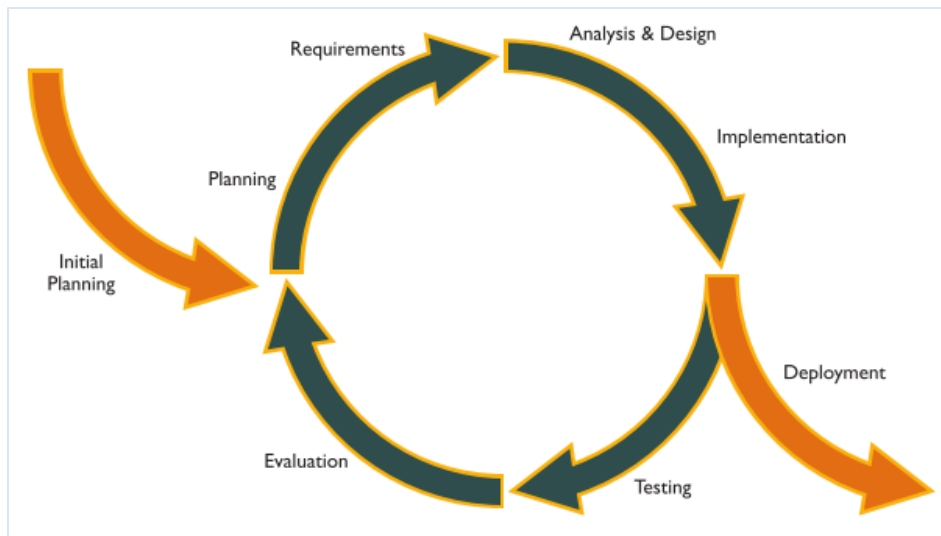 Requirements
Analysis & Design
Implementation
Planning
Initial
Planning
Deployment
Evaluation
Testing